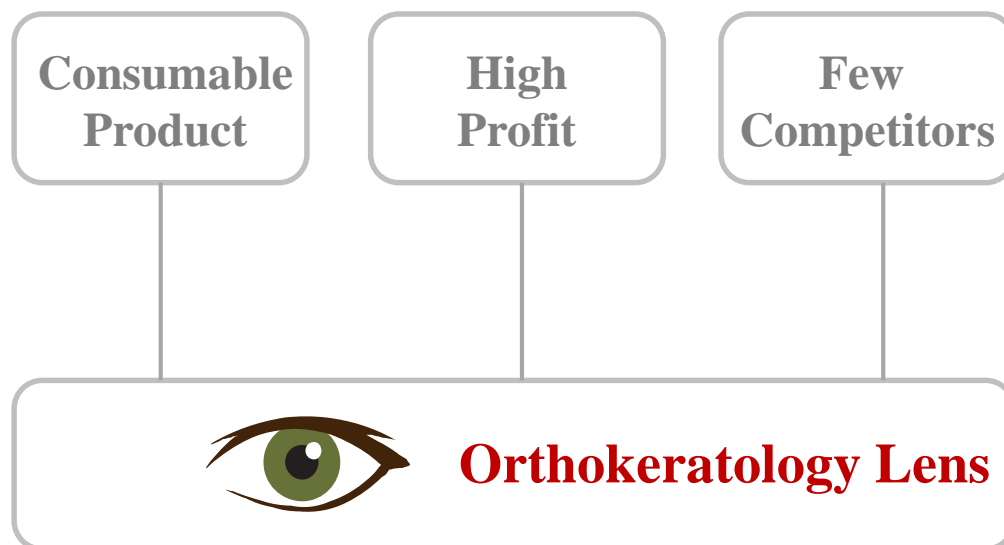 Consumable
Product
High
Profit
Few
Competitors
Orthokeratology Lens